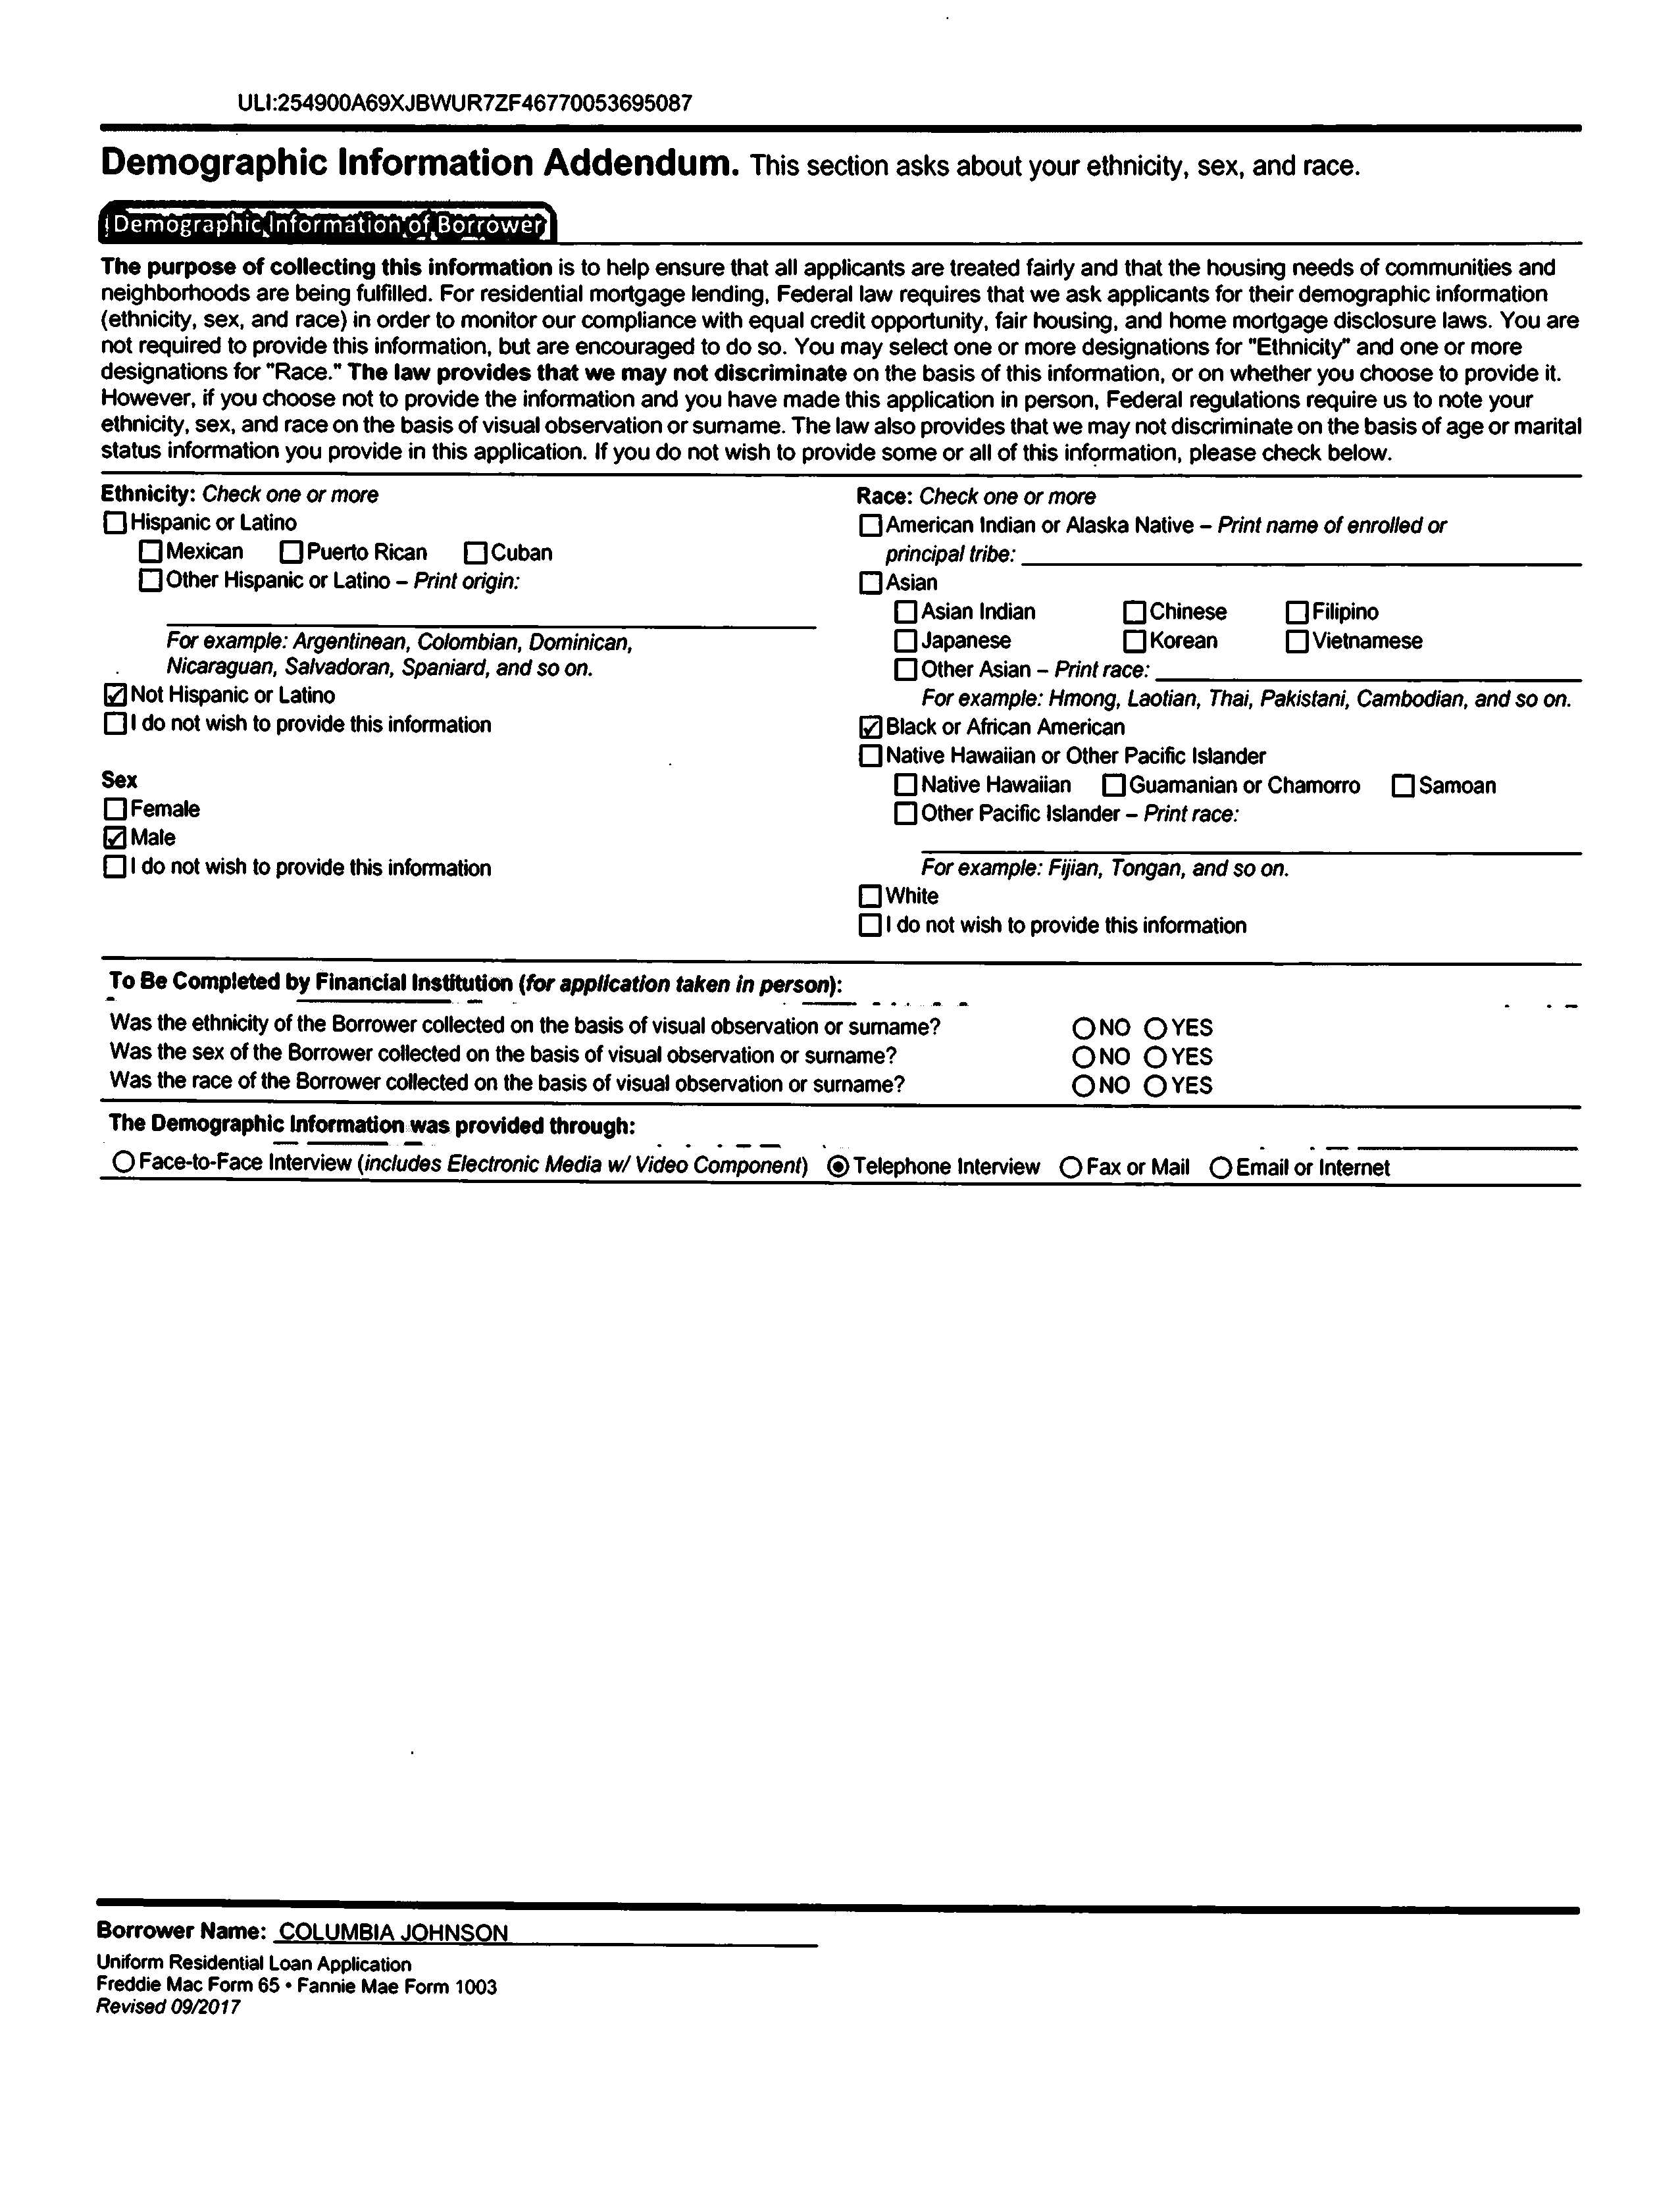 ULI:254900A69XJBWUR7ZF46770053695087
Demographic Information Addendum. This section asks about your ethnicity, sex, and race.
Demographic Information of Borrower
The purpose of collecting this information is to help ensure that all applicants are treated fairly and that the housing needs of communities and
neighborhoods are being fulfilled. For residential mortgage lending, Federal law requires that we ask applicants for their demographic information
(ethnicity, sex, and race) in order to monitor our compliance with equal credit opportunity, fair housing, and home mortgage disclosure laws. You are
not required to provide this information, but are encouraged to do so. You may select one or more designations for "Ethnicity" and one or more
designations for "Race." The law provides that we may not discriminate on the basis of this information, or on whether you choose to provide it.
However, if you choose not to provide the information and you have made this application in person, Federal regulations require us to note your
ethnicity, sex, and race on the basis of visual observation or surname. The law also provides that we may not discriminate on the basis of age or marital
status information you provide in this application. If you do not wish to provide some or all of this information, please check below.
Ethnicity: Check one or more
☐ Hispanic or Latino
☐ Mexican ☐ Puerto Rican ☐ Cuban
☐ Other Hispanic or Latino – Print origin:
For example: Argentinean, Colombian, Dominican,
Nicaraguan, Salvadoran, Spaniard, and so on.
☑ Not Hispanic or Latino
☐ I do not wish to provide this information
Sex
☐ Female
☑ Male
☐ I do not wish to provide this information
Race: Check one or more
☐ American Indian or Alaska Native – Print name of enrolled or
principal tribe:
☐ Asian
☐ Asian Indian ☐ Chinese ☐ Filipino
☐ Japanese ☐ Korean ☐ Vietnamese
☐ Other Asian – Print race:
For example: Hmong, Laotian, Thai, Pakistani, Cambodian, and so on.
☑ Black or African American
☐ Native Hawaiian or Other Pacific Islander
☐ Native Hawaiian ☐ Guamanian or Chamorro ☐ Samoan
☐ Other Pacific Islander – Print race:
For example: Fijian, Tongan, and so on.
☐ White
☐ I do not wish to provide this information
To Be Completed by Financial Institution (for application taken in person):
Was the ethnicity of the Borrower collected on the basis of visual observation or surname? ○ NO ○ YES
Was the sex of the Borrower collected on the basis of visual observation or surname? ○ NO ○ YES
Was the race of the Borrower collected on the basis of visual observation or surname? ○ NO ○ YES
The Demographic Information was provided through:
○ Face-to-Face Interview (includes Electronic Media w/ Video Component) ◉ Telephone Interview ○ Fax or Mail ○ Email or Internet
Borrower Name: COLUMBIA JOHNSON
Uniform Residential Loan Application
Freddie Mac Form 65 • Fannie Mae Form 1003
Revised 09/2017